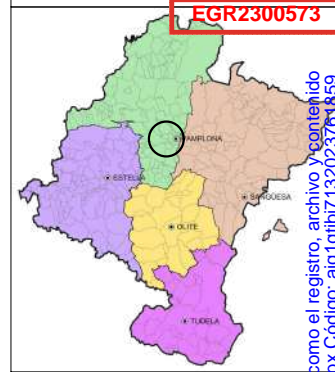 EGR2300573
PAMPLONA
ESTELLA
SANGÜESA
OLITE
TUDELA
como el registro, archivo y contenido